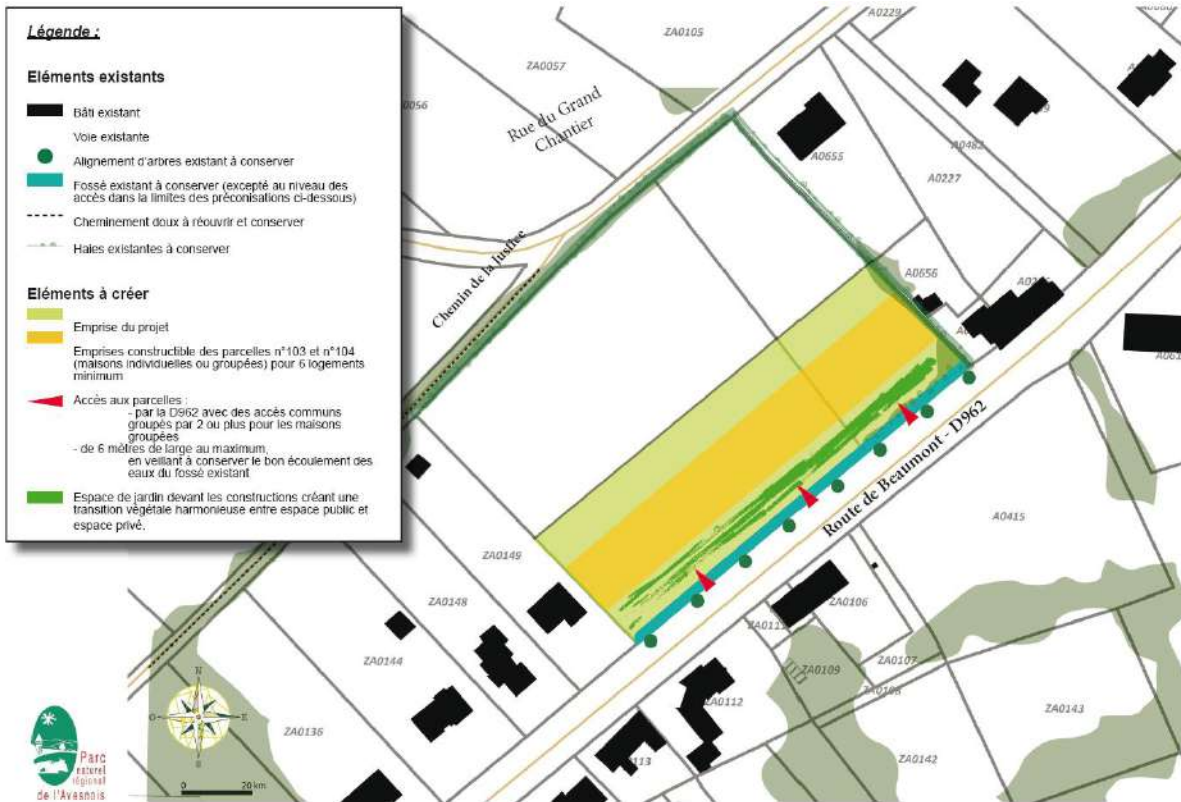 Légende :
Eléments existants
Bâti existant
Voie existante
Alignement d'arbres existant à conserver
Fossé existant à conserver (excepté au niveau des
accès dans la limites des préconisations ci-dessous)
Cheminement doux à réouvrir et conserver
Haies existantes à conserver
Eléments à créer
Emprise du projet
Emprises constructible des parcelles n°103 et n°104
(maisons individuelles ou groupées) pour 6 logements
minimum
Accès aux parcelles :
- par la D962 avec des accès communs
groupés par 2 ou plus pour les maisons
groupées
- de 6 mètres de large au maximum,
en veillant à conserver le bon écoulement des
eaux du fossé existant
Espace de jardin devant les constructions créant une
transition végétale harmonieuse entre espace public et
espace privé.
A0229
ZA0105
ZA0057
0056
Rue du Grand
Chantier
A0655
A0482
A0227
A0656
Chemin de la Justice
Route de Beaumont - D962
A0415
ZA0149
ZA0148
ZA0144
ZA0136
ZA0106
ZA0107
ZA0109
ZA0108
ZA0112
0113
ZA0143
ZA0142
N
O
E
S
0
20 km
Parc
naturel
régional
de l'Avesnois